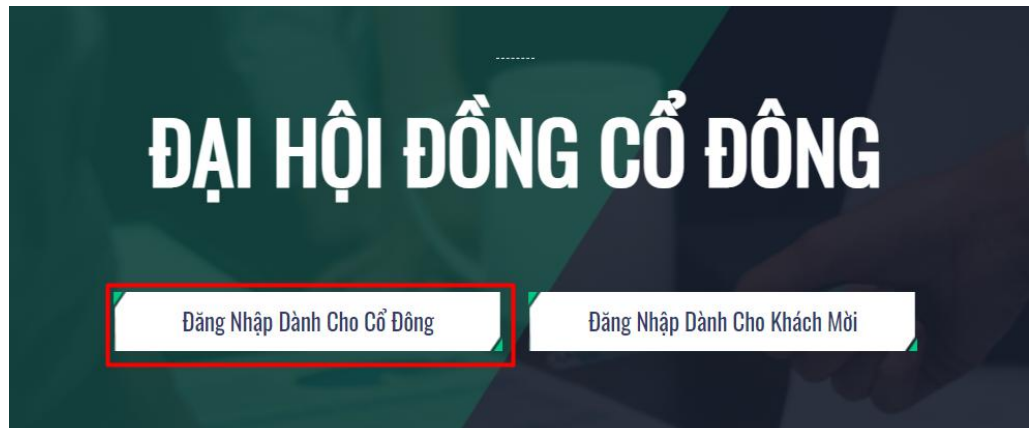 --------
ĐẠI HỘI ĐỒNG CỔ ĐÔNG
Đăng Nhập Dành Cho Cổ Đông
Đăng Nhập Dành Cho Khách Mời